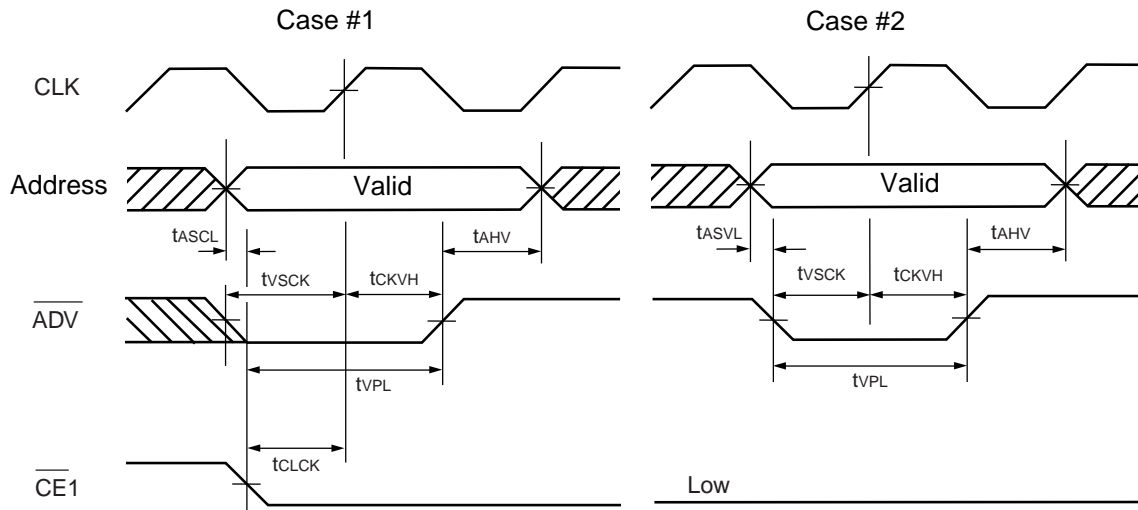 Case #1
Case #2
CLK
Address
Valid
Valid
tASCL
tVSCK
tCKVH
tAHV
tASVL
tVSCK
tCKVH
tAHV
ADV
tVPL
tVPL
tCLCK
CE1
Low